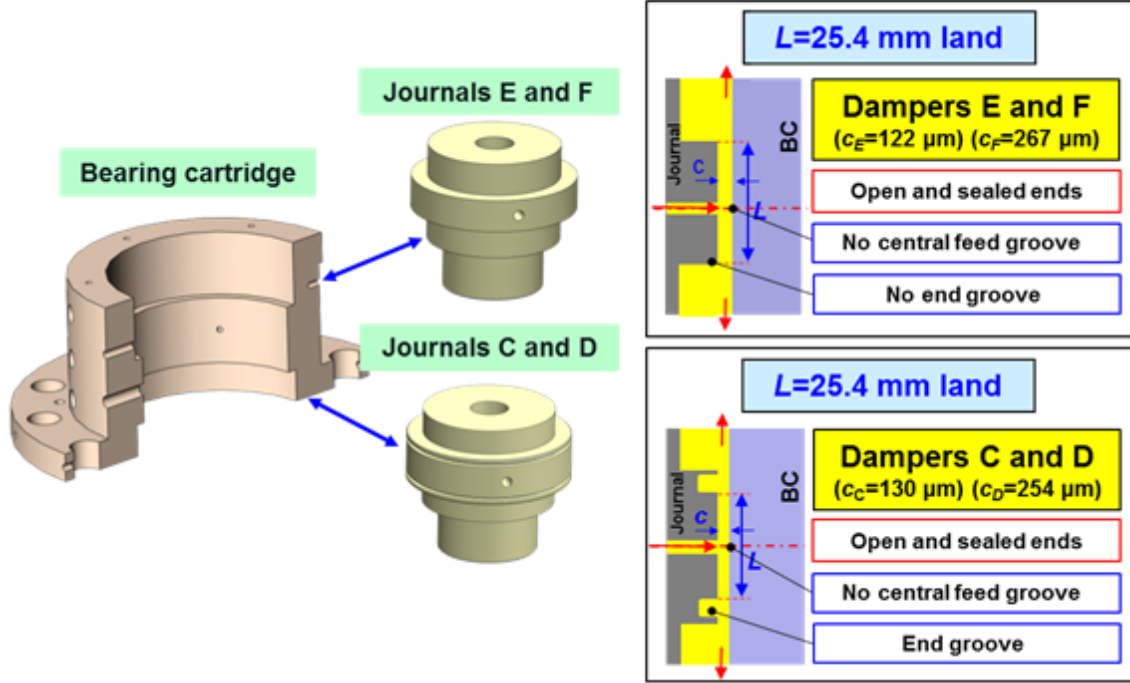 Bearing cartridge
Journals E and F
Journals C and D
L=25.4 mm land
Journal
C
L
BC
Dampers E and F
(cE=122 µm) (cF=267 µm)
Open and sealed ends
No central feed groove
No end groove
L=25.4 mm land
Journal
c
L
BC
Dampers C and D
(cC=130 µm) (cD=254 µm)
Open and sealed ends
No central feed groove
End groove